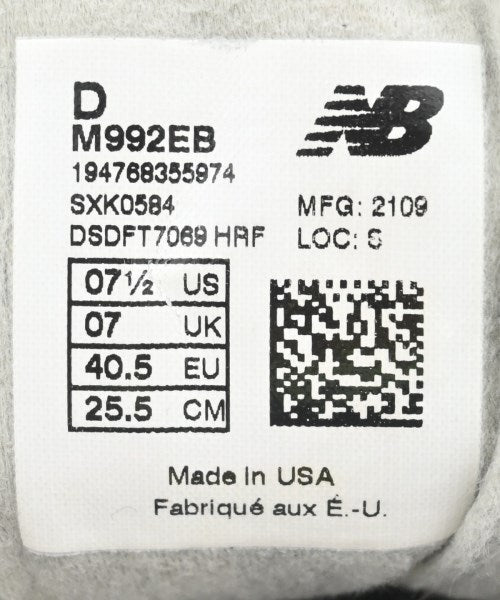 D
M992EB
NB
194768355974
SXK0584
MFG: 2109
DSDFT7069 HRF
LOC: S
07½ US
07 UK
40.5 EU
25.5 CM
Made in USA
Fabriqué aux É.-U.